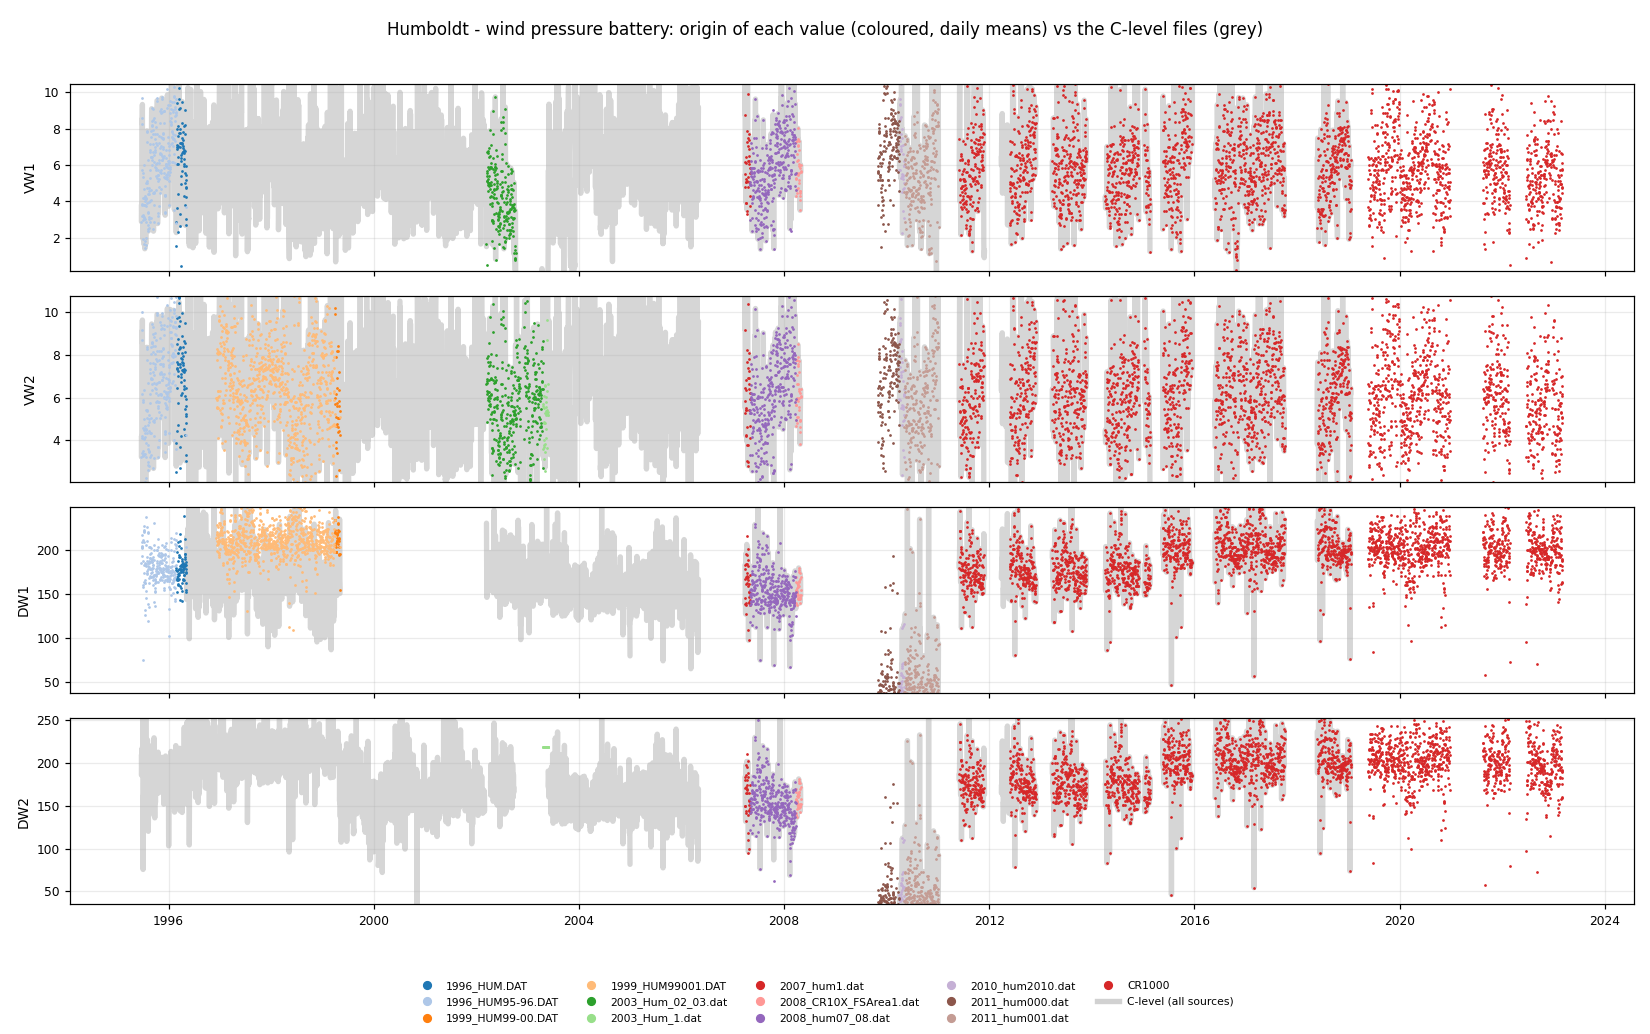 Humboldt - wind pressure battery: origin of each value (coloured, daily means) vs the C-level files (grey)
10
8
6
4
2
VW1
10
8
6
4
VW2
200
150
100
50
DW1
250
200
150
100
50
DW2
1996 2000 2004 2008 2012 2016 2020 2024
1996_HUM.DAT 1999_HUM99001.DAT 2007_hum1.dat 2010_hum2010.dat CR1000
1996_HUM95-96.DAT 2003_Hum_02_03.dat 2008_CR10X_FSArea1.dat 2011_hum000.dat C-level (all sources)
1999_HUM99-00.DAT 2003_Hum_1.dat 2008_hum07_08.dat 2011_hum001.dat